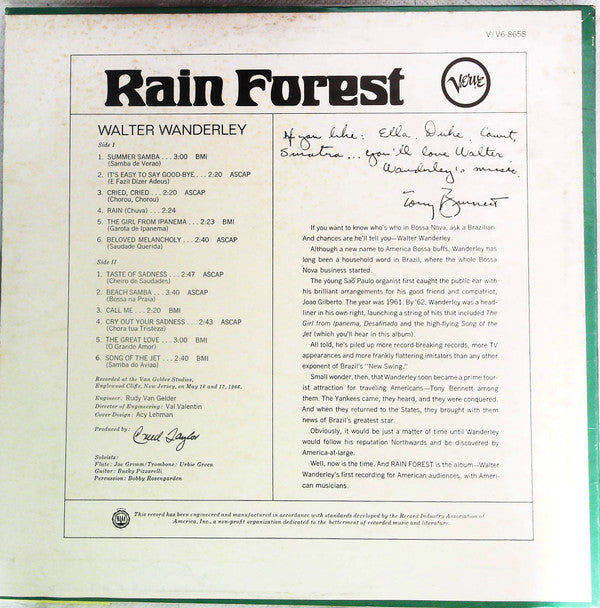 V/V6-8658
Rain Forest
Verve
WALTER WANDERLEY
Side I
1. SUMMER SAMBA . . . 3:00 BMI
(Samba de Verao)
2. IT'S EASY TO SAY GOOD-BYE . . . 2:20 ASCAP
(E Fazil Dizer Adeus)
3. CRIED, CRIED . . . 2:20 ASCAP
(Chorou, Chorou)
4. RAIN (Chuva) . . . 2:24
5. THE GIRL FROM IPANEMA . . . 2:23 BMI
(Garota de Ipanema)
6. BELOVED MELANCHOLY . . . 2:40 ASCAP
(Saudade Querida)
Side II
1. TASTE OF SADNESS . . . 2:47 ASCAP
(Cheiro de Saudades)
2. BEACH SAMBA . . . 3:40 ASCAP
(Bossa na Praia)
3. CALL ME . . . 2:20 BMI
4. CRY OUT YOUR SADNESS . . . 2:43 ASCAP
(Chora tua Tristeza)
5. THE GREAT LOVE . . . 3:00 BMI
(O Grande Amor)
6. SONG OF THE JET . . . 2:40 BMI
(Samba do Aviao)
Recorded at the Van Gelder Studios,
Englewood Cliffs, New Jersey, on May 16 and 17, 1966.
Engineer: Rudy Van Gelder
Director of Engineering: Val Valentin
Cover Design: Acy Lehman
Produced by:
Creed Taylor
Soloists:
Flute: Joe Grimm/Trombone: Urbie Green
Guitar: Bucky Pizzarelli
Percussion: Bobby Rosengarden
If you like: Ella, Duke, Count,
Sinatra... you'll love Walter
Wanderley's music.
Tony Bennett
If you want to know who's who in Bossa Nova, ask a Brazilian.
And chances are he'll tell you—Walter Wanderley.
Although a new name to America Bossa buffs, Wanderley has
long been a household word in Brazil, where the whole Bossa
Nova business started.
The young Saõ Paulo organist first caught the public ear with
his brilliant arrangements for his good friend and compatriot,
Joao Gilberto. The year was 1961. By '62, Wanderley was a head-
liner in his own right, launching a string of hits that included The
Girl from Ipanema, Desafinado and the high-flying Song of the
Jet (which you'll hear in this album).
All told, he's piled up more record-breaking records, more TV
appearances and more frankly flattering imitators than any other
exponent of Brazil's "New Swing."
Small wonder, then, that Wanderley soon became a prime tour-
ist attraction for traveling Americans—Tony Bennett among
them. The Yankees came, they heard, and they were conquered.
And when they returned to the States, they brought with them
news of Brazil's greatest star.
Obviously, it would be just a matter of time until Wanderley
would follow his reputation Northwards and be discovered by
America-at-large.
Well, now is the time. And RAIN FOREST is the album—Walter
Wanderley's first recording for American audiences, with Amer-
ican musicians.
This record has been engineered and manufactured in accordance with standards developed by the Record Industry Association of
America, Inc., a non-profit organization dedicated to the betterment of recorded music and literature.